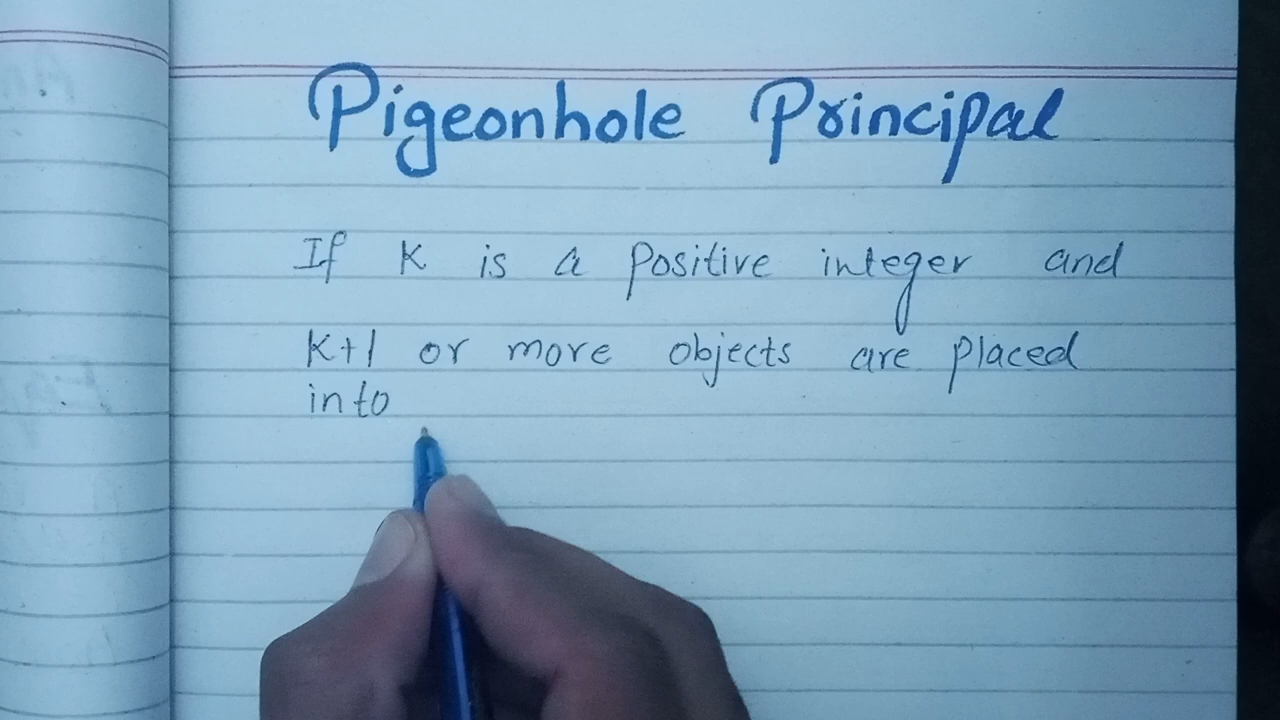 Pigeonhole Principal
If K is a Positive integer and
K+1 or more objects are placed
into